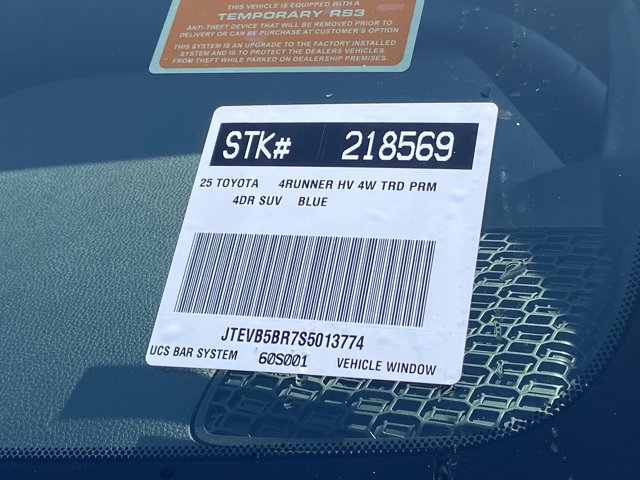 THIS VEHICLE IS EQUIPPED WITH A
TEMPORARY RS3
ANTI-THEFT DEVICE THAT WILL BE REMOVED PRIOR TO
DELIVERY OR CAN BE PURCHASE AT CUSTOMER'S OPTION
THIS SYSTEM IS AN UPGRADE TO THE FACTORY INSTALLED
SYSTEM AND IS TO PROTECT THE DEALERS VEHICLES.
FROM THEFT WHILE PARKED ON DEALERSHIP PREMISES.
STK# 218569
25 TOYOTA 4RUNNER HV 4W TRD PRM
4DR SUV BLUE
JTEVB5BR7S5013774
UCS BAR SYSTEM 60S001 VEHICLE WINDOW